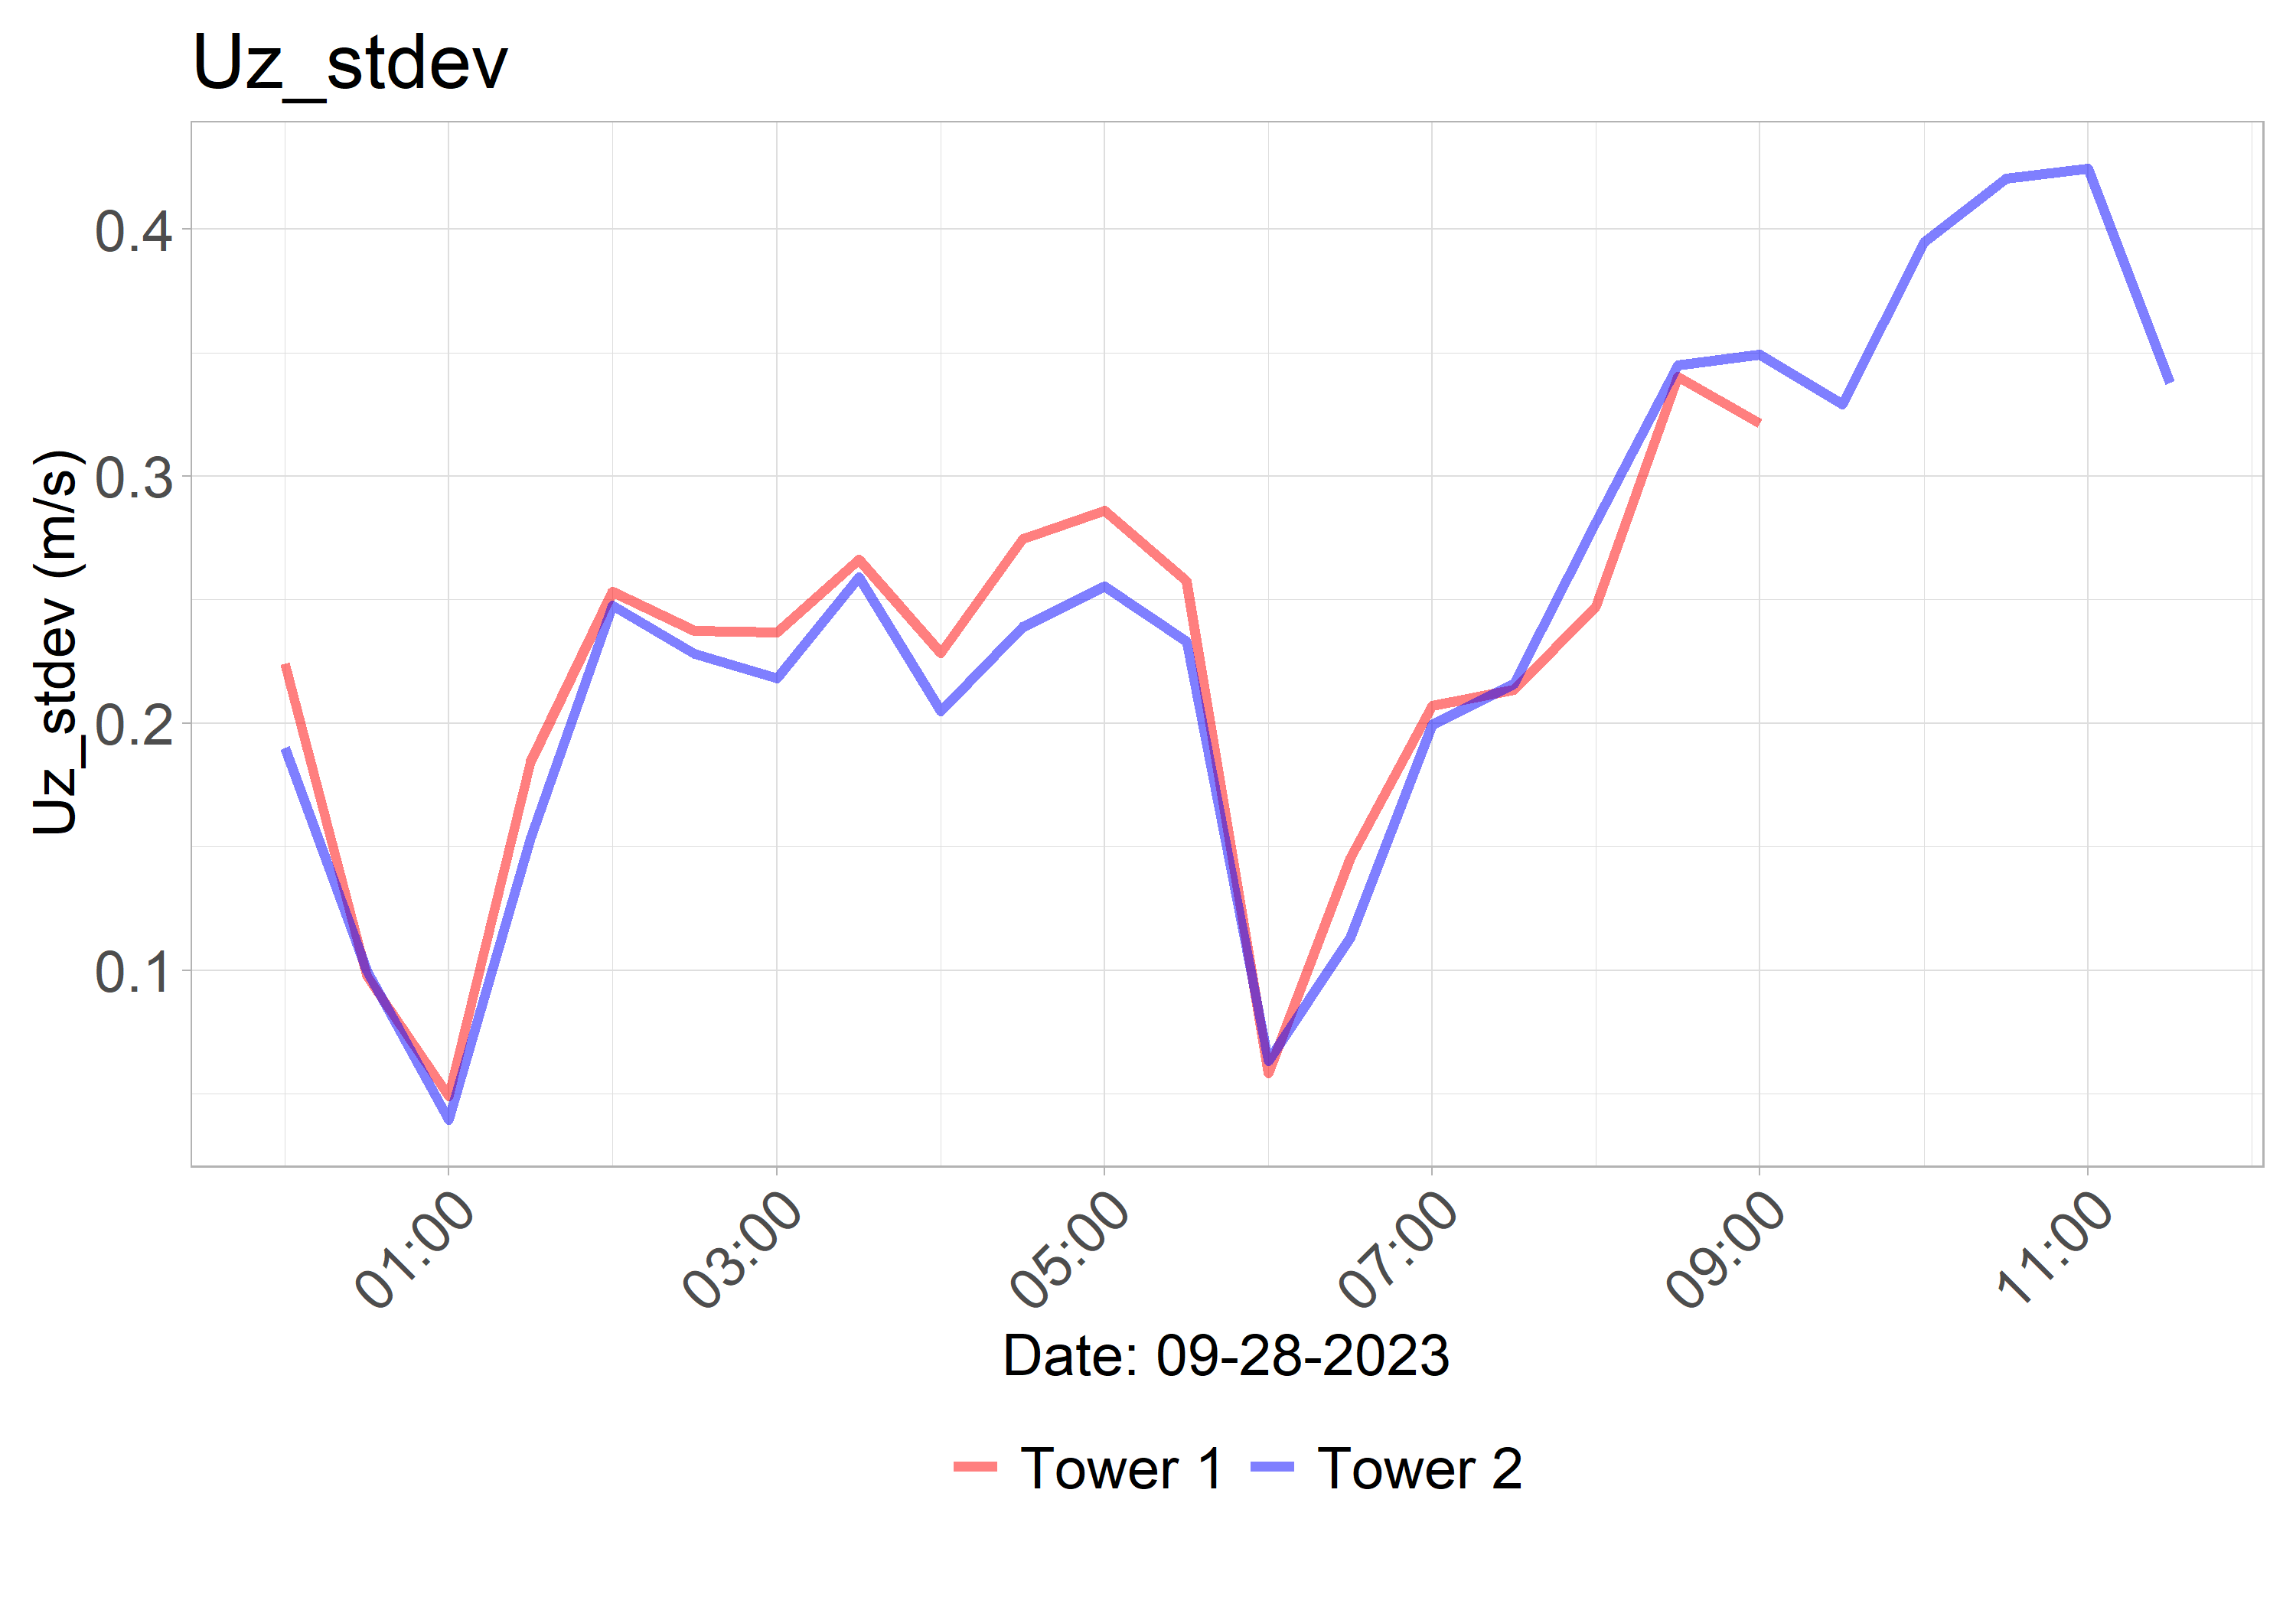 Uz_stdev
Uz_stdev (m/s)
0.4
0.3
0.2
0.1
01:00 03:00 05:00 07:00 09:00 11:00
Date: 09-28-2023
Tower 1 Tower 2